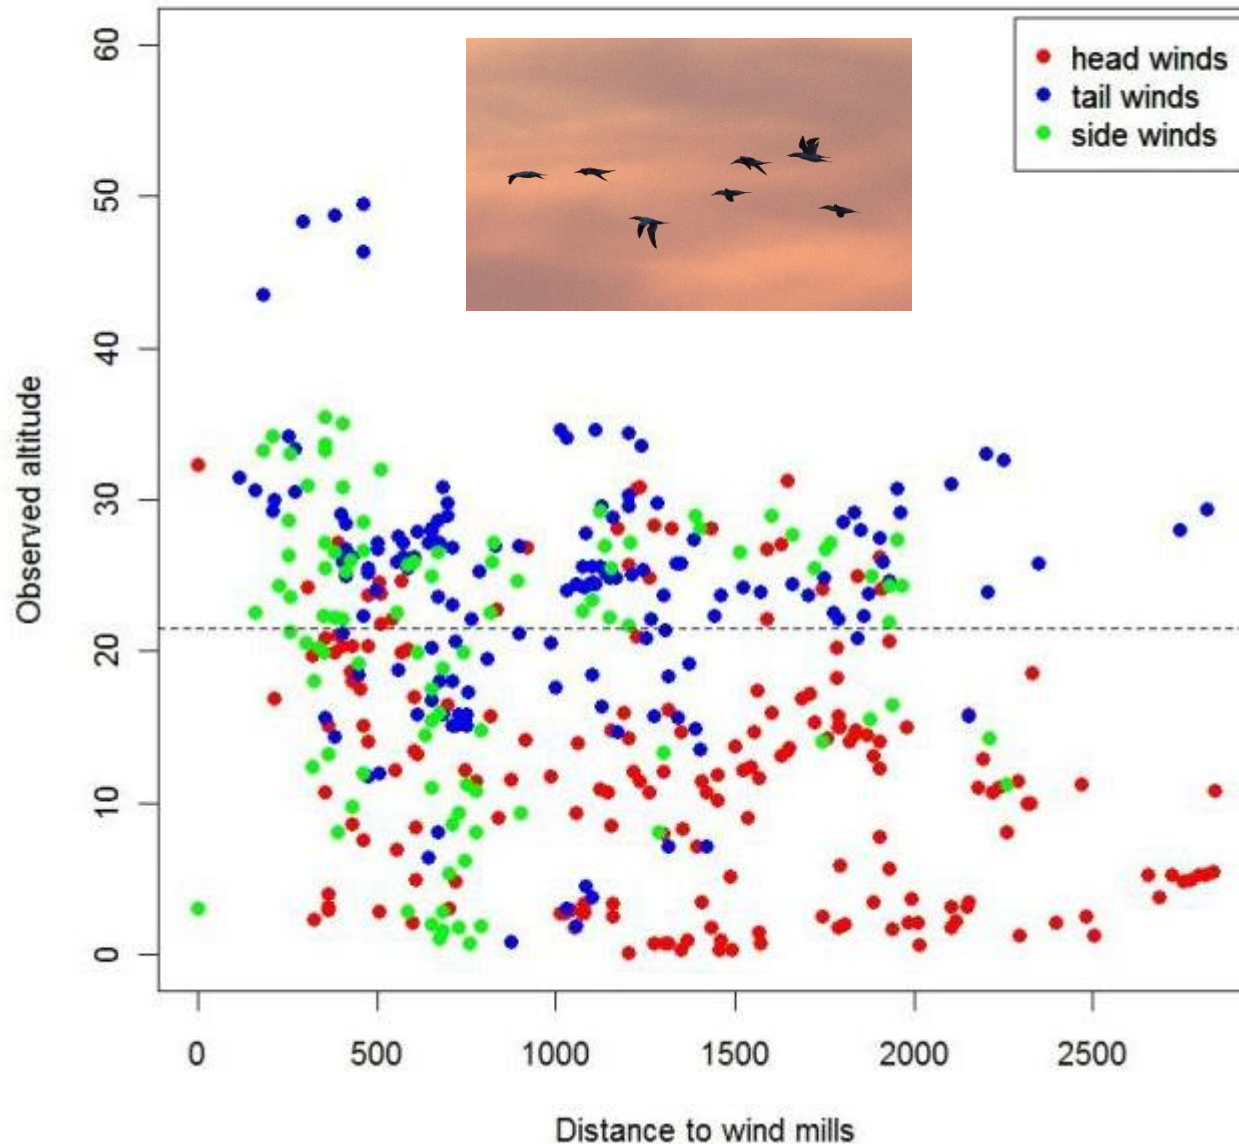 head winds
tail winds
side winds
60
50
40
30
20
10
0
Observed altitude
0 500 1000 1500 2000 2500
Distance to wind mills